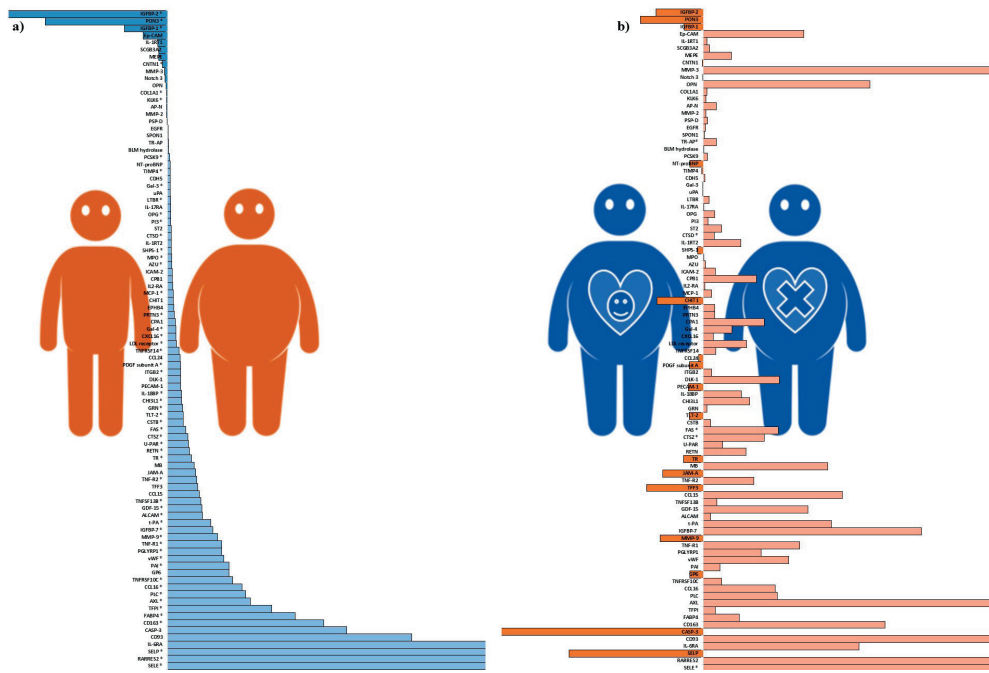 a)
IGFBP-2 *
PON3 *
IGFBP-1 *
Ep-CAM
IL-1RT1
SCGB3A2
MEPE
CNTN1 *
MMP-3
Notch 3
OPN
COL1A1 *
KLK6 *
AP-N
MMP-2
PSP-D
EGFR
SPON1
TR-AP
BLM hydrolase
PCSK9 *
NT-proBNP
TIMP4 *
CDH5
Gal-3 *
uPA
LTBR *
IL-17RA
OPG *
PI3 *
ST2
CTSD *
IL-1RT2
SHPS-1 *
MPO *
AZU *
ICAM-2
CPB1
IL2-RA
MCP-1 *
CHIT1
EPHB4
PRTN3 *
CPA1
Gal-4 *
CXCL16 *
LDL receptor *
TNFRSF14 *
CCL24
PDGF subunit A *
ITGB2 *
DLK-1
PECAM-1
IL-18BP *
CHI3L1 *
GRN *
TLT-2 *
CSTB *
FAS *
CTSZ *
U-PAR *
RETN *
TR *
MB
JAM-A
TNF-R2 *
TFF3
CCL15
TNFSF13B *
GDF-15 *
ALCAM *
t-PA *
IGFBP-7 *
MMP-9 *
TNF-R1 *
PGLYRP1 *
vWF *
PAI *
GP6
TNFRSF10C *
CCL16 *
PLC *
AXL *
TFPI *
FABP4 *
CD163 *
CASP-3
CD93
IL-6RA
SELP *
RARRES2 *
SELE *
b)
IGFBP-2
PON3
IGFBP-1
Ep-CAM
IL-1RT1
SCGB3A2
MEPE
CNTN1
MMP-3
Notch 3
OPN
COL1A1
KLK6
AP-N
MMP-2
PSP-D
EGFR
SPON1
TR-AP*
BLM hydrolase
PCSK9
NT-proBNP
TIMP4
CDH5
Gal-3
uPA
LTBR
IL-17RA
OPG
PI3
ST2
CTSD
IL-1RT2
SHPS-1
MPO
AZU
ICAM-2
CPB1
IL2-RA
MCP-1
CHIT1
EPHB4
PRTN3
CPA1
Gal-4
CXCL16
LDL receptor
TNFRSF14
CCL24
PDGF subunit A
ITGB2
DLK-1
PECAM-1
IL-18BP
CHI3L1
GRN
TLT-2
CSTB
FAS *
CTSZ *
U-PAR
RETN
TR
MB
JAM-A
TNF-R2
TFF3
CCL15
TNFSF13B
GDF-15
ALCAM
t-PA
IGFBP-7
MMP-9
TNF-R1
PGLYRP1
vWF
PAI
GP6
TNFRSF10C
CCL16
PLC
AXL
TFPI
FABP4
CD163
CASP-3
CD93
IL-6RA
SELP
RARRES2
SELE *